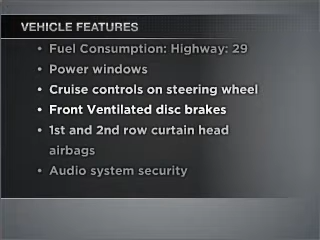 VEHICLE FEATURES
• Fuel Consumption: Highway: 29
• Power windows
• Cruise controls on steering wheel
• Front Ventilated disc brakes
• 1st and 2nd row curtain head
airbags
• Audio system security